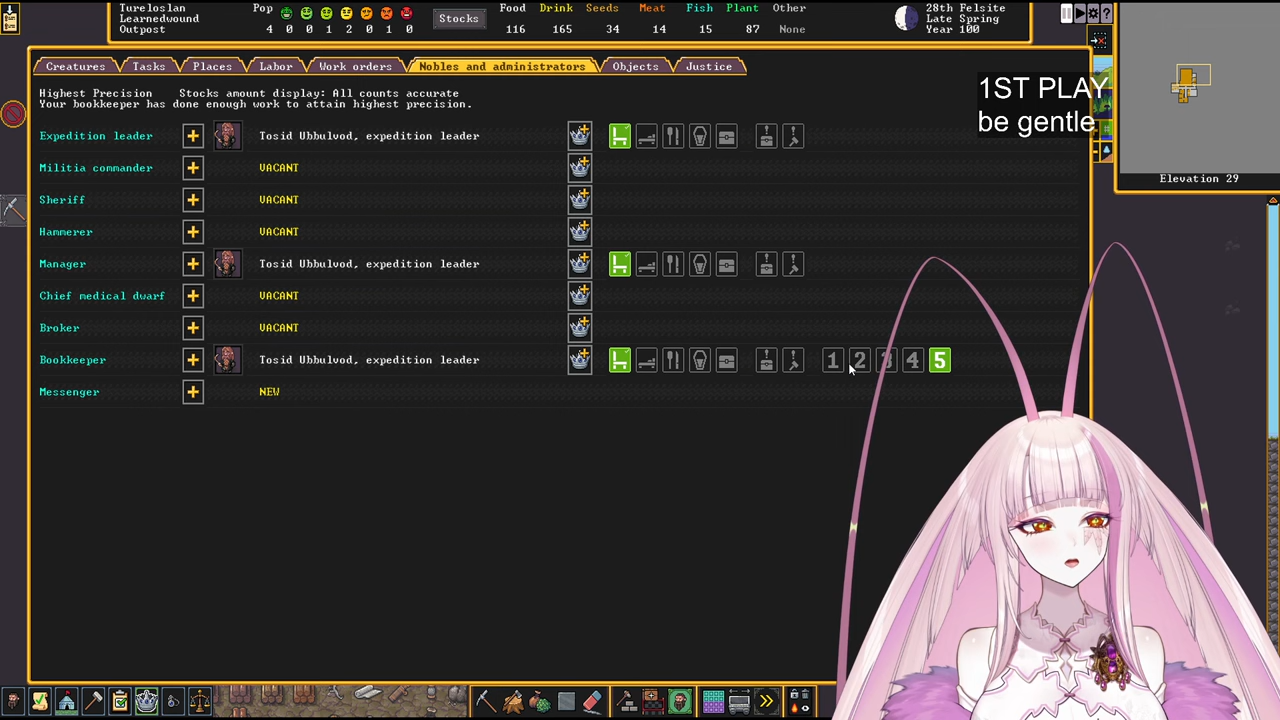 Tureloslan
Learnedwound
Outpost
Pop
4 0 0 1 2 0 1 0
Stocks
Food Drink Seeds Meat Fish Plant Other
116 165 34 14 15 87 None
28th Felsite
Late Spring
Year 100
Creatures Tasks Places Labor Work orders Nobles and administrators Objects Justice
Highest Precision Stocks amount display: All counts accurate
Your bookkeeper has done enough work to attain highest precision.
1ST PLAY
be gentle
Elevation 29
Expedition leader Tosid Ubbulvod, expedition leader
Militia commander VACANT
Sheriff VACANT
Hammerer VACANT
Manager Tosid Ubbulvod, expedition leader
Chief medical dwarf VACANT
Broker VACANT
Bookkeeper Tosid Ubbulvod, expedition leader 1 2 3 4 5
Messenger NEW